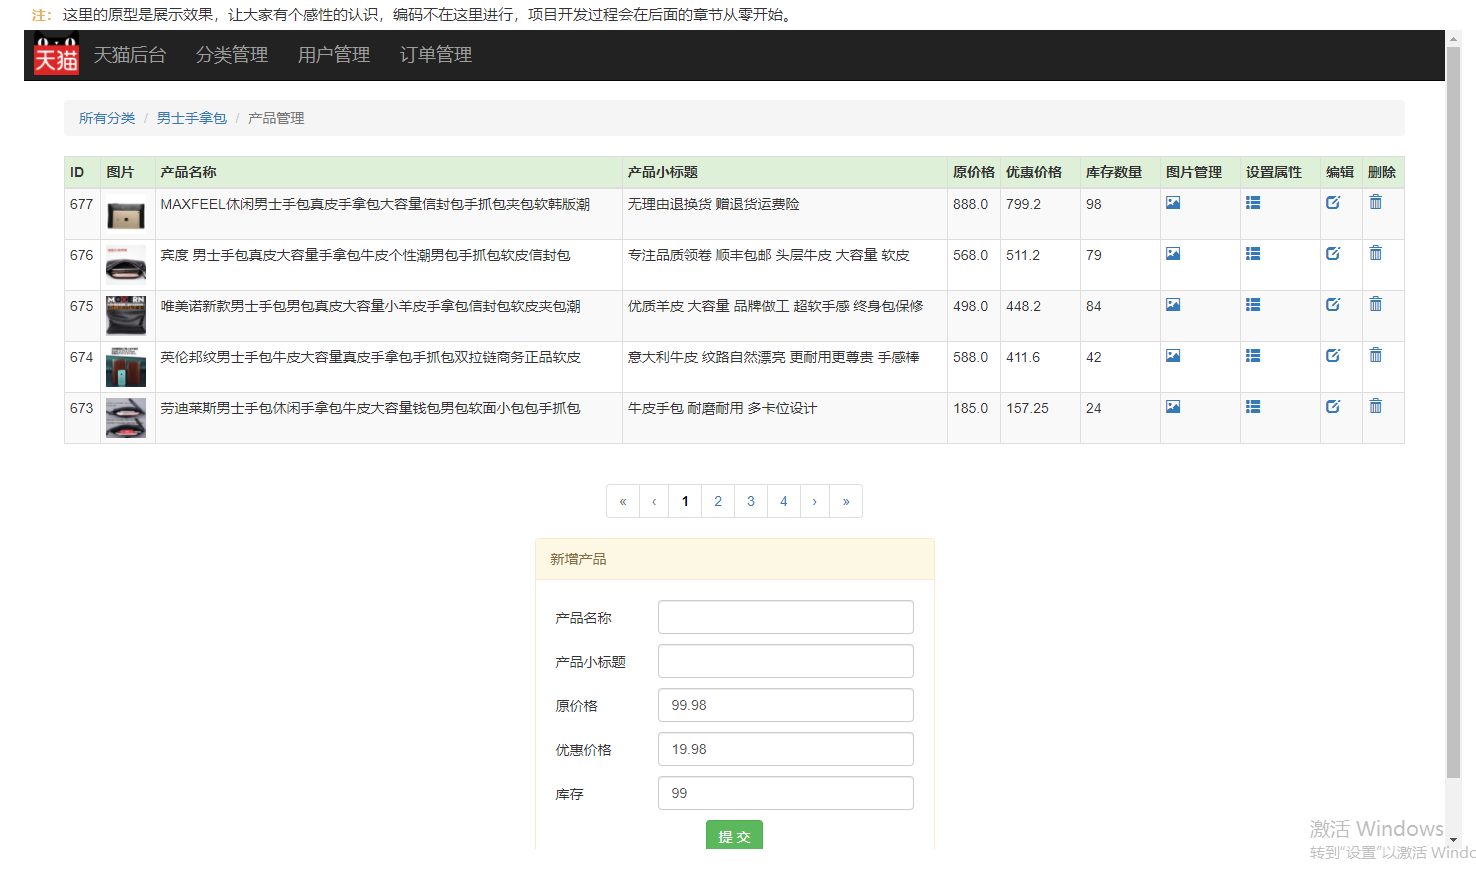 注： 这里的原型是展示效果，让大家有个感性的认识，编码不在这里进行，项目开发过程会在后面的章节从零开始。
天猫 天猫后台 分类管理 用户管理 订单管理
所有分类 / 男士手拿包 / 产品管理
ID 图片 产品名称 产品小标题 原价格 优惠价格 库存数量 图片管理 设置属性 编辑 删除
677 MAXFEEL休闲男士手包真皮手拿包大容量信封包手抓包夹包软韩版潮 无理由退换货 赠退货运费险 888.0 799.2 98
676 宾度 男士手包真皮大容量手拿包牛皮个性潮男包手抓包软皮信封包 专注品质领卷 顺丰包邮 头层牛皮 大容量 软皮 568.0 511.2 79
675 唯美诺新款男士手包男包真皮大容量小羊皮手拿包信封包软皮夹包潮 优质羊皮 大容量 品牌做工 超软手感 终身包保修 498.0 448.2 84
674 英伦邦纹男士手包牛皮大容量真皮手拿包手抓包双拉链商务正品软皮 意大利牛皮 纹路自然漂亮 更耐用更尊贵 手感棒 588.0 411.6 42
673 劳迪莱斯男士手包休闲手拿包牛皮大容量钱包男包软面小包包手抓包 牛皮手包 耐磨耐用 多卡位设计 185.0 157.25 24
« ‹ 1 2 3 4 › »
新增产品
产品名称
产品小标题
原价格 99.98
优惠价格 19.98
库存 99
提 交
激活 Windows
转到“设置”以激活 Windc